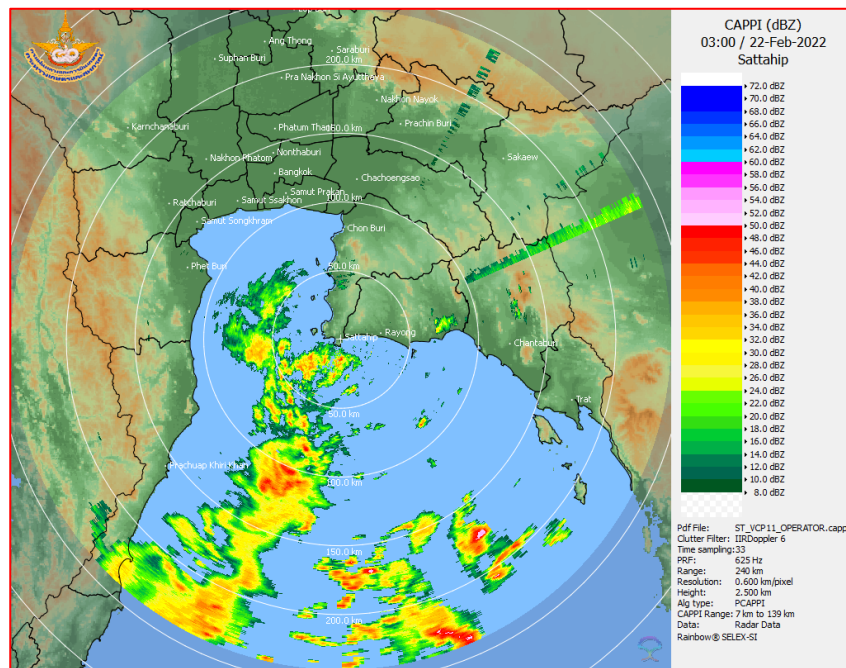 CAPPI (dBZ)
03:00 / 22-Feb-2022
Sattahip
72.0 dBZ
70.0 dBZ
68.0 dBZ
66.0 dBZ
64.0 dBZ
62.0 dBZ
60.0 dBZ
58.0 dBZ
56.0 dBZ
54.0 dBZ
52.0 dBZ
50.0 dBZ
48.0 dBZ
46.0 dBZ
44.0 dBZ
42.0 dBZ
40.0 dBZ
38.0 dBZ
36.0 dBZ
34.0 dBZ
32.0 dBZ
30.0 dBZ
28.0 dBZ
26.0 dBZ
24.0 dBZ
22.0 dBZ
20.0 dBZ
18.0 dBZ
16.0 dBZ
14.0 dBZ
12.0 dBZ
10.0 dBZ
8.0 dBZ
Pdf File: ST_VCP11_OPERATOR.capp
Clutter Filter: IIRDoppler 6
Time sampling:33
PRF: 625 Hz
Range: 240 km
Resolution: 0.600 km/pixel
Height: 2.500 km
Alg type: PCAPPI
CAPPI Range: 7 km to 139 km
Data: Radar Data
Rainbow® SELEX-SI
Ang Thong
Saraburi
Suphan Buri
200.0 km
Pra Nakhon Si Ayutthaya
Nakhon Nayok
Karnchanaburi
Phatum Than
50.0 km
Prachin Buri
Nonthaburi
Nakhon Phatom
Sakaew
Bangkok
Chachoengsao
Samut Prakan
Ratchaburi
Samut Ssakhon
100.0 km
Samut Songkhram
Chon Buri
Phet Buri
50.0 km
Sattahip
Rayong
Chantaburi
Trat
50.0 km
Prachuap Khiri Khan
100.0 km
150.0 km
200.0 km